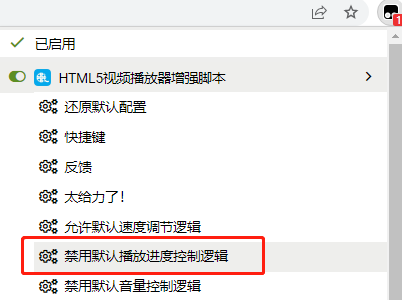 1
已启用
HTML5视频播放器增强脚本
还原默认配置
快捷键
反馈
太给力了！
允许默认速度调节逻辑
禁用默认播放进度控制逻辑
禁用默认音量控制逻辑